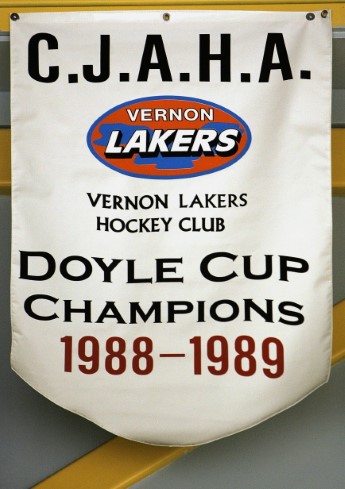 C.J.A.H.A.
VERNON
LAKERS
VERNON LAKERS
HOCKEY CLUB
DOYLE CUP
CHAMPIONS
1988-1989